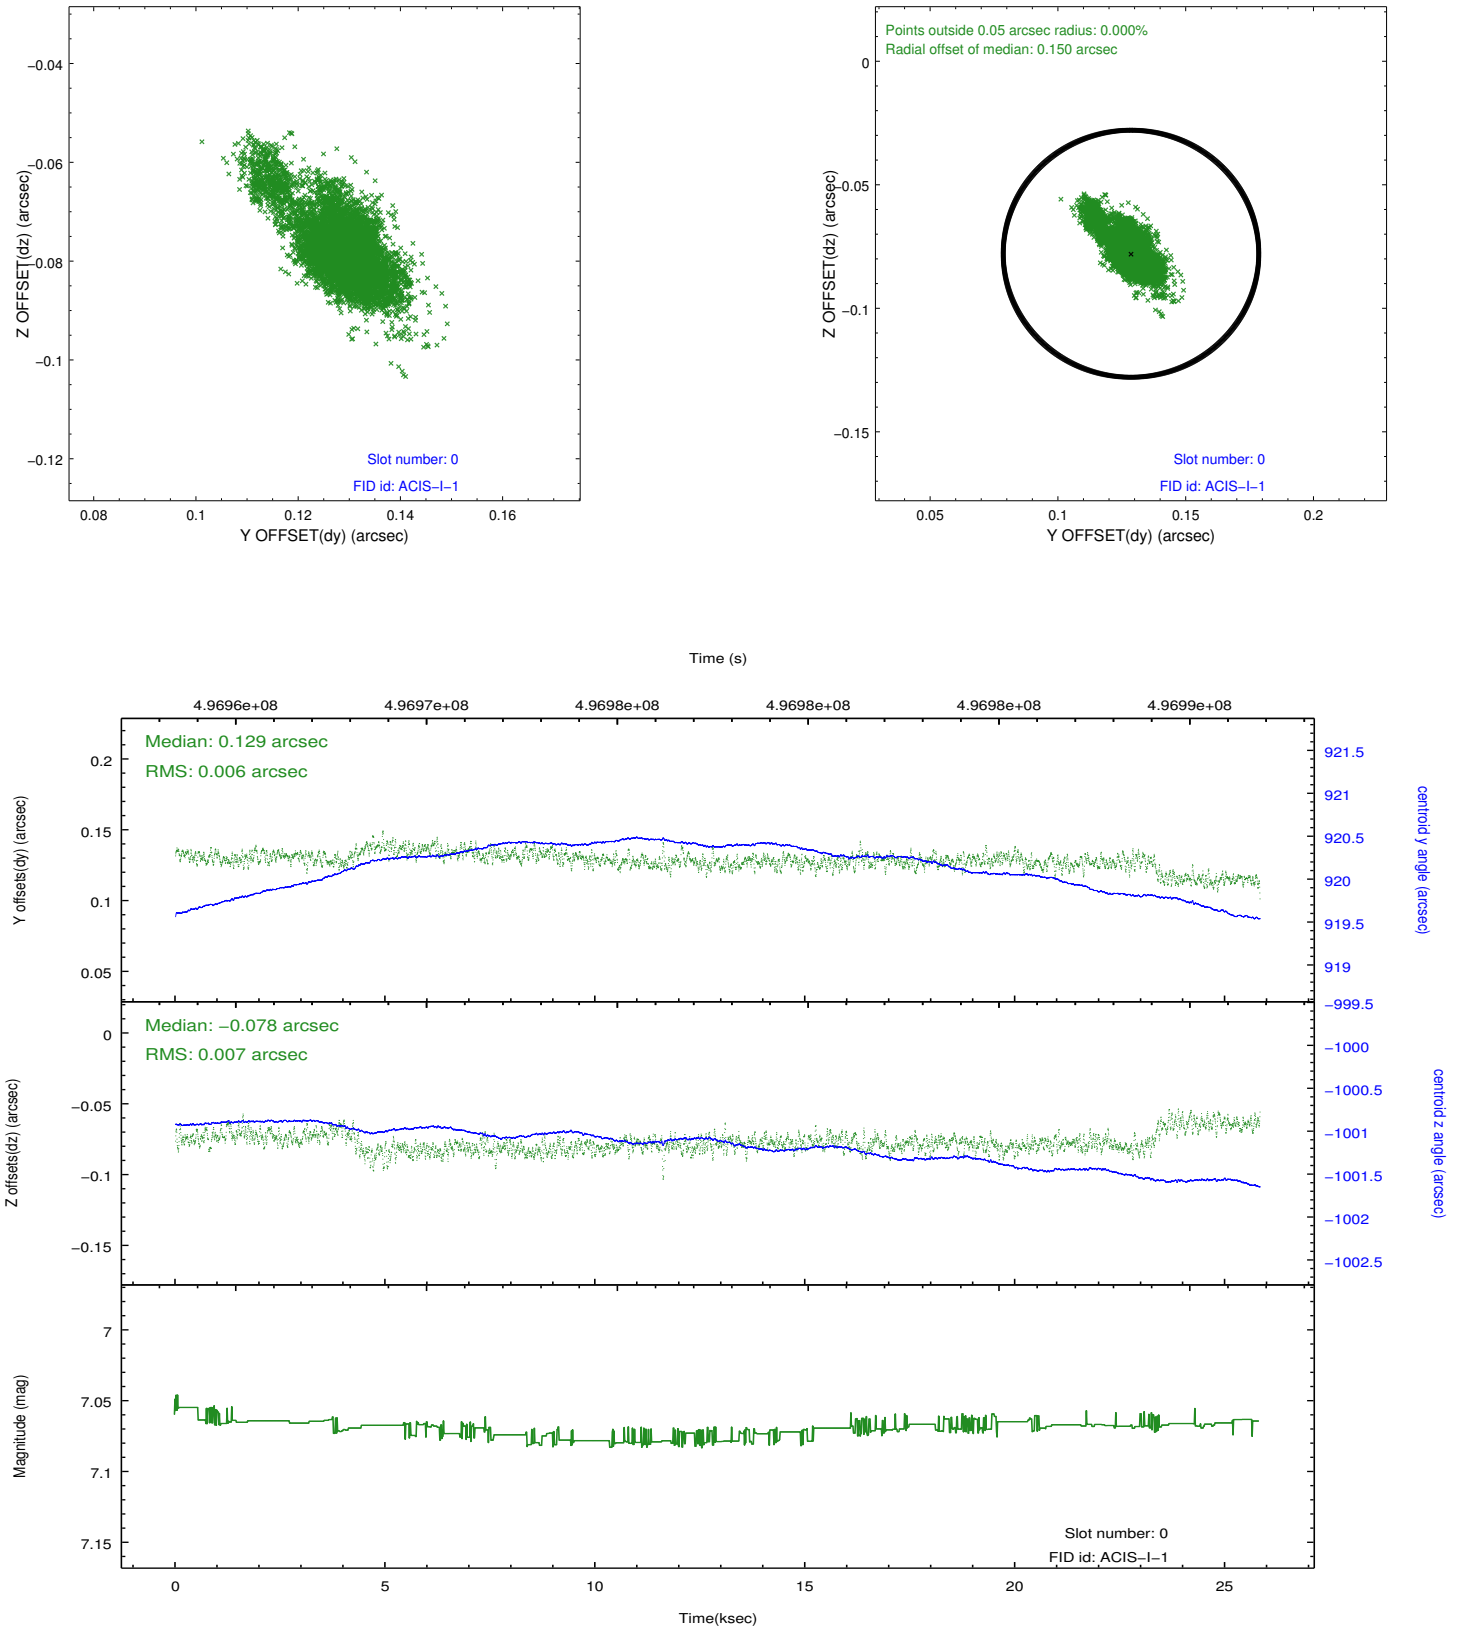 −0.04
−0.06
−0.08
−0.1
−0.12
Z OFFSET(dz) (arcsec)
Slot number: 0
FID id: ACIS−I−1
0.08
0.1
0.12
0.14
0.16
Y OFFSET(dy) (arcsec)
Points outside 0.05 arcsec radius: 0.000%
Radial offset of median: 0.150 arcsec
0
−0.05
−0.1
−0.15
Z OFFSET(dz) (arcsec)
Slot number: 0
FID id: ACIS−I−1
0.05
0.1
0.15
0.2
Y OFFSET(dy) (arcsec)
Time (s)
4.9696e+08
4.9697e+08
4.9698e+08
4.9698e+08
4.9698e+08
4.9699e+08
Median: 0.129 arcsec
RMS: 0.006 arcsec
0.2
0.15
0.1
0.05
Y offsets(dy) (arcsec)
921.5
921
920.5
920
919.5
919
centroid y angle (arcsec)
Median: −0.078 arcsec
RMS: 0.007 arcsec
0
−0.05
−0.1
−0.15
Z offsets(dz) (arcsec)
−999.5
−1000
−1000.5
−1001
−1001.5
−1002
−1002.5
centroid z angle (arcsec)
7
7.05
7.1
7.15
Magnitude (mag)
Slot number: 0
FID id: ACIS−I−1
0
5
10
15
20
25
Time(ksec)